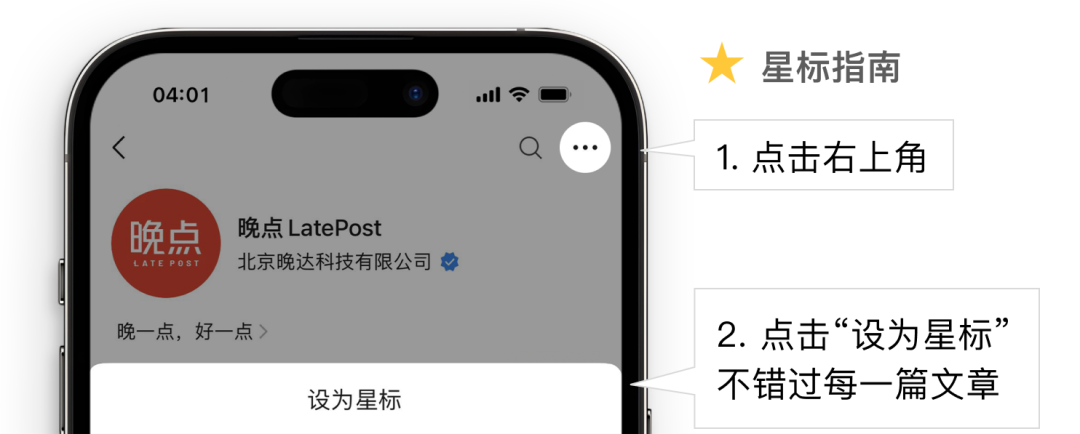 星标指南
04:01
1. 点击右上角
晚点
LATE POST
晚点 LatePost
北京晚达科技有限公司
晚一点，好一点
2. 点击“设为星标”
不错过每一篇文章
设为星标